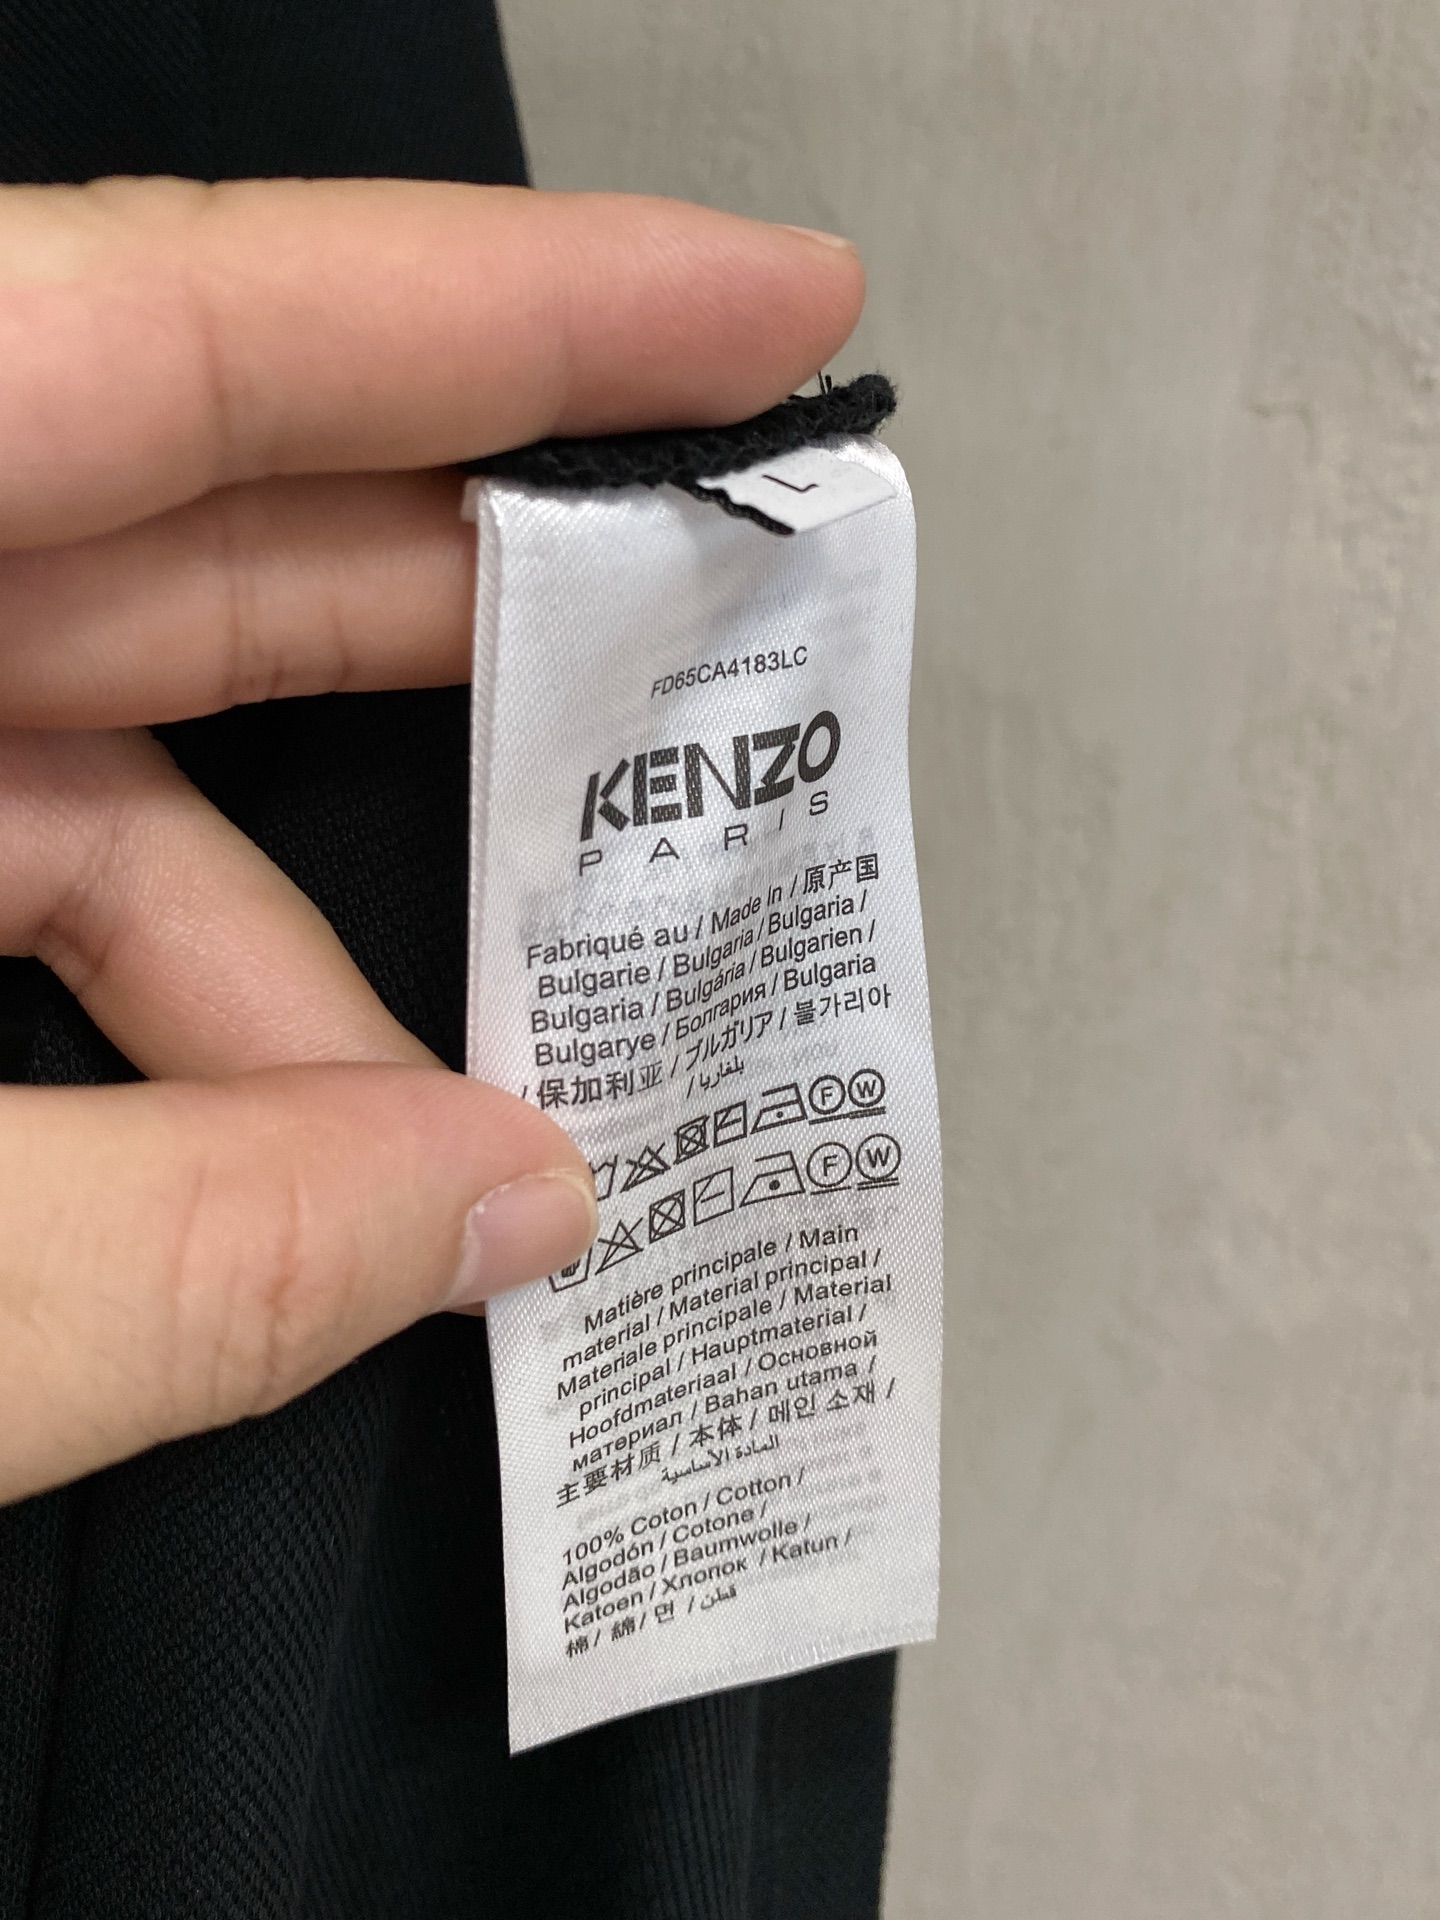 L
FD65CA4183LC
KENZO
PARIS
Fabriqué au / Made In / 原产国
Bulgarie / Bulgaria / Bulgaria /
Bulgaria / Bulgária / Bulgarien /
Bulgarye / Болгария / Bulgaria
/ 保加利亚 / ブルガリア / 불가리아
/ بلغاريا
F W
F W
Matière principale / Main
material / Material principal /
Materiale principale / Material
principal / Hauptmaterial /
Hoofdmateriaal / Основной
материал / Bahan utama /
主要材质 / 本体 / 메인 소재 /
المادة الأساسية
100% Coton / Cotton /
Algodón / Cotone /
Algodão / Baumwolle /
Katoen / Хлопок / Katun /
棉 / 綿 / 면 / قطن